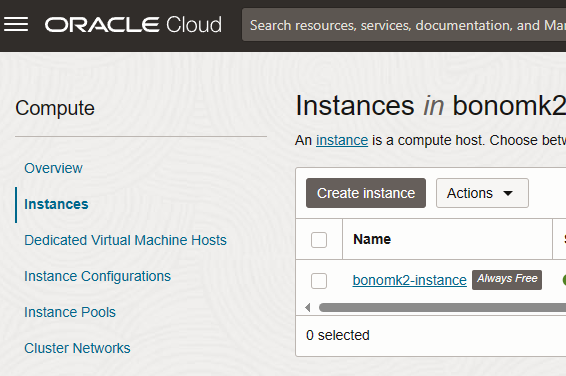 ORACLE Cloud
Search resources, services, documentation, and Mar
Compute
Overview
Instances
Dedicated Virtual Machine Hosts
Instance Configurations
Instance Pools
Cluster Networks
Instances in bonomk2
An instance is a compute host. Choose betw
Create instance
Actions
Name
bonomk2-instance Always Free
0 selected